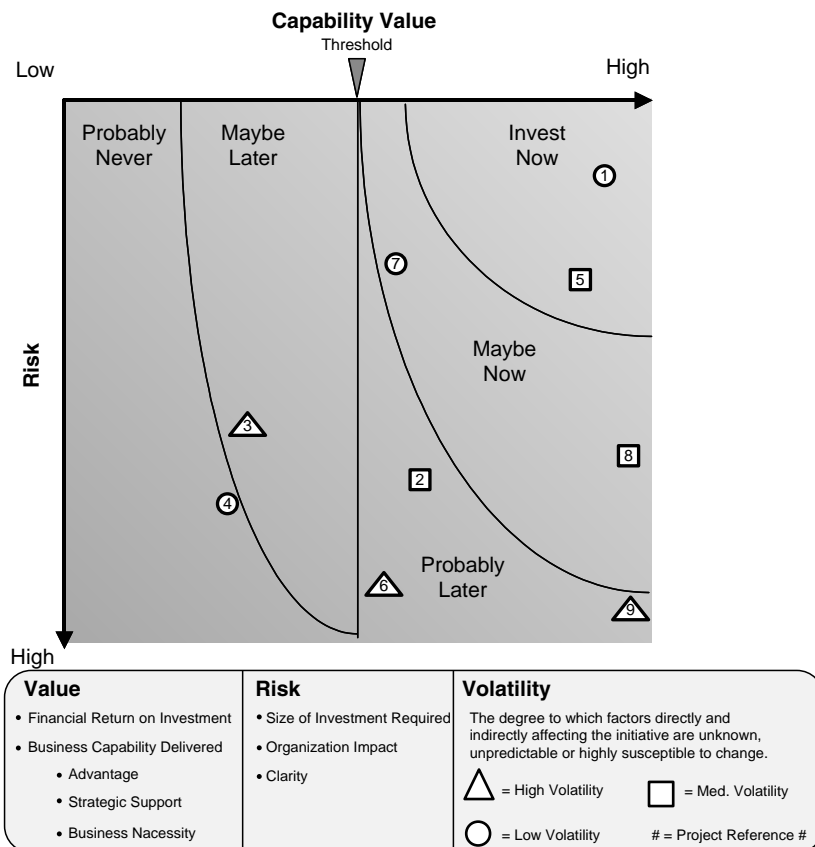 Capability Value
Threshold
Low
High
Probably
Never
Maybe
Later
Invest
Now
1
7
5
Maybe
Now
Risk
3
8
2
4
6
Probably
Later
9
High
Value
• Financial Return on Investment
• Business Capability Delivered
• Advantage
• Strategic Support
• Business Nacessity
Risk
• Size of Investment Required
• Organization Impact
• Clarity
Volatility
The degree to which factors directly and
indirectly affecting the initiative are unknown,
unpredictable or highly susceptible to change.
= High Volatility
= Med. Volatility
= Low Volatility
# = Project Reference #